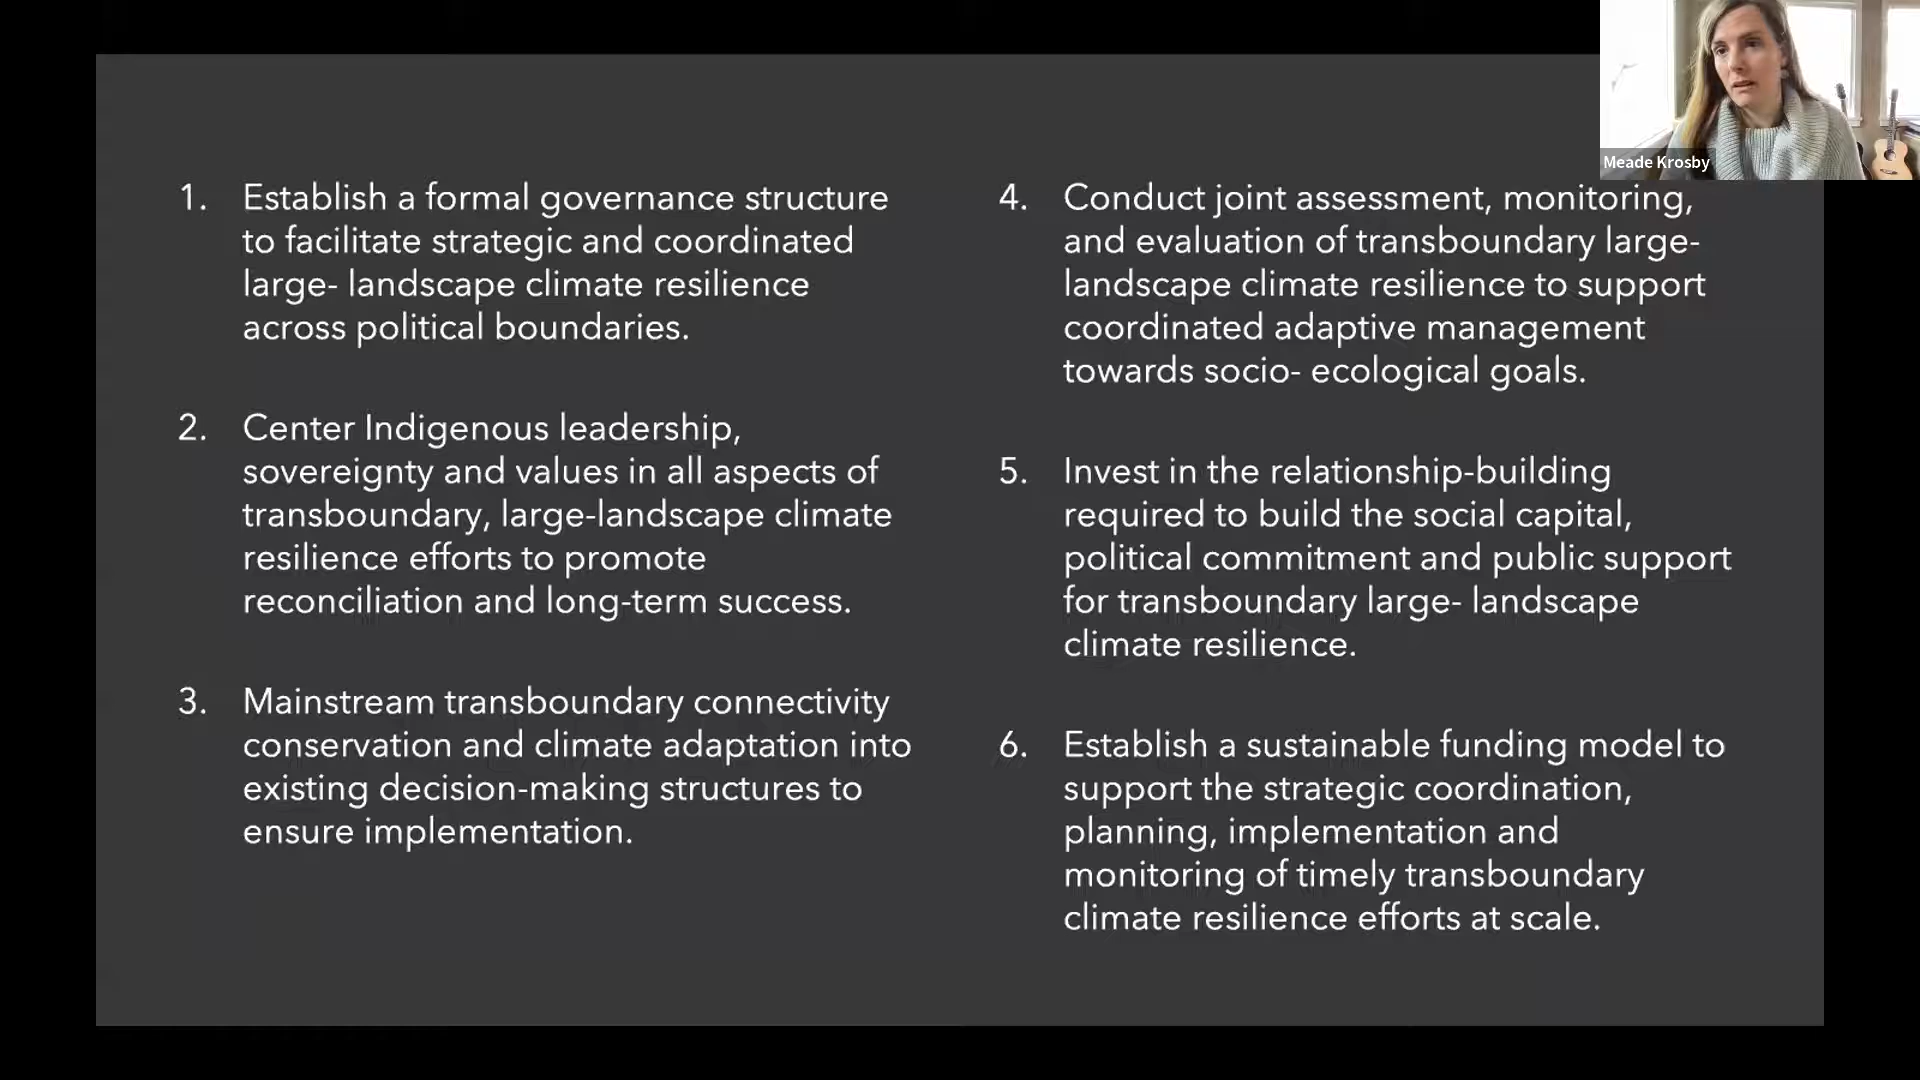 1. Establish a formal governance structure
to facilitate strategic and coordinated
large- landscape climate resilience
across political boundaries.
2. Center Indigenous leadership,
sovereignty and values in all aspects of
transboundary, large-landscape climate
resilience efforts to promote
reconciliation and long-term success.
3. Mainstream transboundary connectivity
conservation and climate adaptation into
existing decision-making structures to
ensure implementation.
4. Conduct joint assessment, monitoring,
and evaluation of transboundary large-
landscape climate resilience to support
coordinated adaptive management
towards socio- ecological goals.
5. Invest in the relationship-building
required to build the social capital,
political commitment and public support
for transboundary large- landscape
climate resilience.
6. Establish a sustainable funding model to
support the strategic coordination,
planning, implementation and
monitoring of timely transboundary
climate resilience efforts at scale.
Meade Krosby